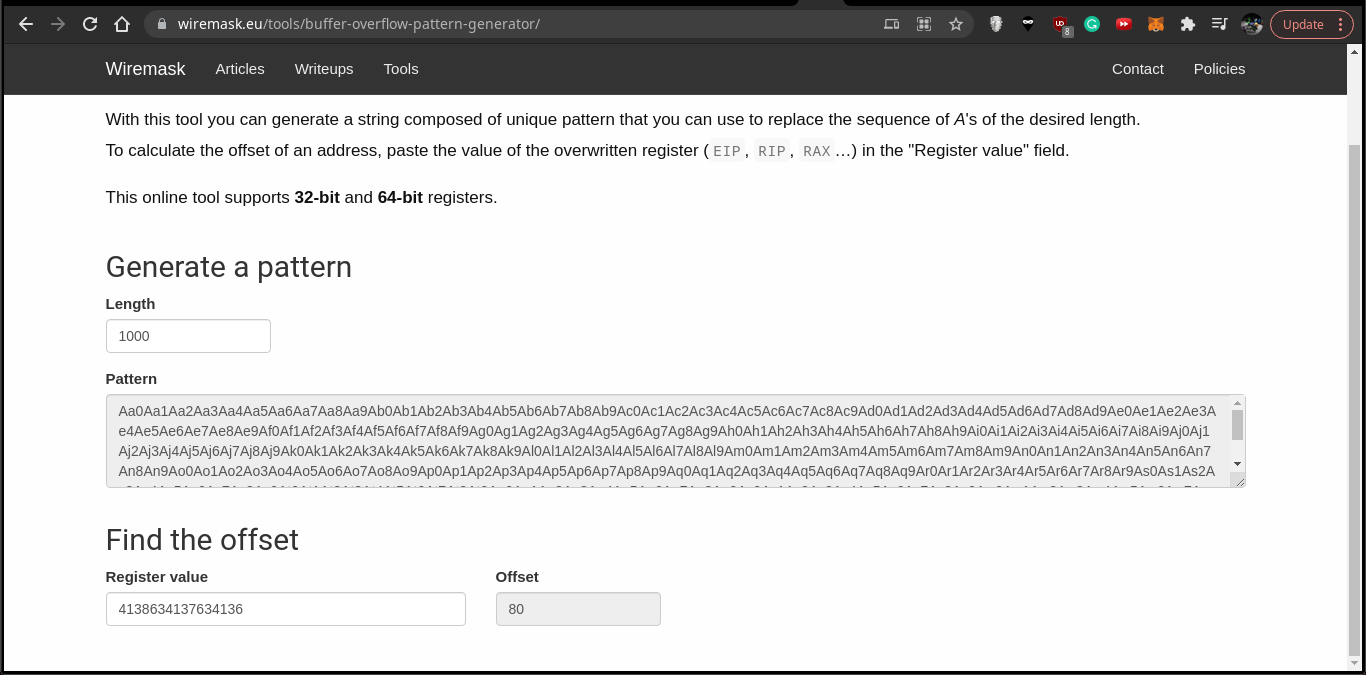 wiremask.eu/tools/buffer-overflow-pattern-generator/
8
Update
Wiremask Articles Writeups Tools Contact Policies
With this tool you can generate a string composed of unique pattern that you can use to replace the sequence of A's of the desired length.
To calculate the offset of an address, paste the value of the overwritten register ( EIP, RIP, RAX…) in the "Register value" field.
This online tool supports 32-bit and 64-bit registers.
Generate a pattern
Length
1000
Pattern
Aa0Aa1Aa2Aa3Aa4Aa5Aa6Aa7Aa8Aa9Ab0Ab1Ab2Ab3Ab4Ab5Ab6Ab7Ab8Ab9Ac0Ac1Ac2Ac3Ac4Ac5Ac6Ac7Ac8Ac9Ad0Ad1Ad2Ad3Ad4Ad5Ad6Ad7Ad8Ad9Ae0Ae1Ae2Ae3A
e4Ae5Ae6Ae7Ae8Ae9Af0Af1Af2Af3Af4Af5Af6Af7Af8Af9Ag0Ag1Ag2Ag3Ag4Ag5Ag6Ag7Ag8Ag9Ah0Ah1Ah2Ah3Ah4Ah5Ah6Ah7Ah8Ah9Ai0Ai1Ai2Ai3Ai4Ai5Ai6Ai7Ai8Ai9Aj0Aj1
Aj2Aj3Aj4Aj5Aj6Aj7Aj8Aj9Ak0Ak1Ak2Ak3Ak4Ak5Ak6Ak7Ak8Ak9Al0Al1Al2Al3Al4Al5Al6Al7Al8Al9Am0Am1Am2Am3Am4Am5Am6Am7Am8Am9An0An1An2An3An4An5An6An7
An8An9Ao0Ao1Ao2Ao3Ao4Ao5Ao6Ao7Ao8Ao9Ap0Ap1Ap2Ap3Ap4Ap5Ap6Ap7Ap8Ap9Aq0Aq1Aq2Aq3Aq4Aq5Aq6Aq7Aq8Aq9Ar0Ar1Ar2Ar3Ar4Ar5Ar6Ar7Ar8Ar9As0As1As2A
Find the offset
Register value Offset
4138634137634136 80